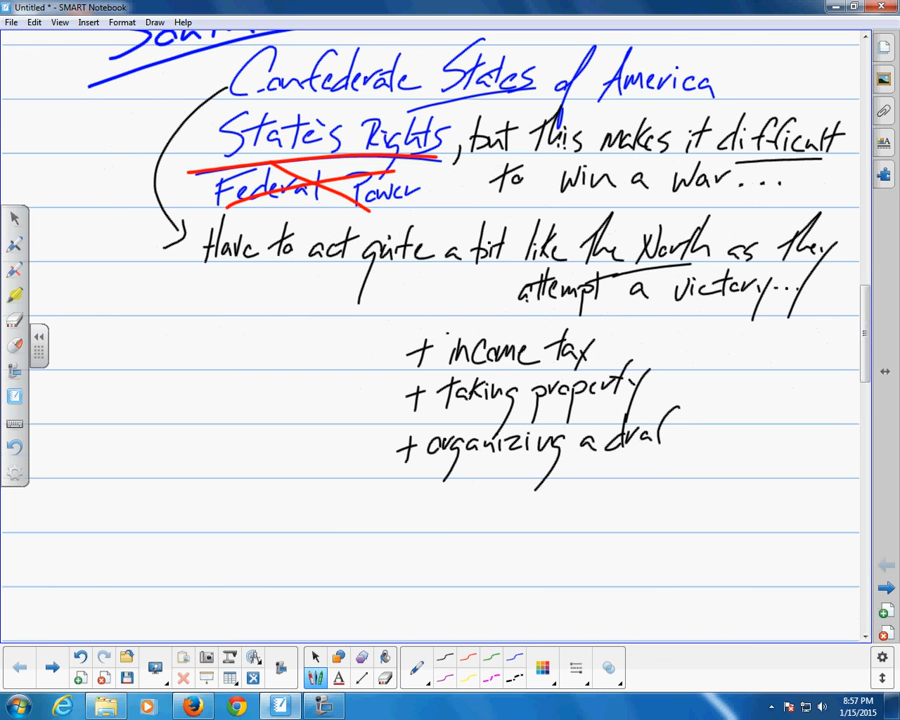 Untitled * - SMART Notebook
File Edit View Insert Format Draw Help
Confederate States of America
State's Rights, but this makes it difficult
Federal Power to win a war...
Have to act quite a bit like the North as they
attempt a victory...
+ income tax
+ taking property
+ organizing a draf
8:57 PM
1/15/2015